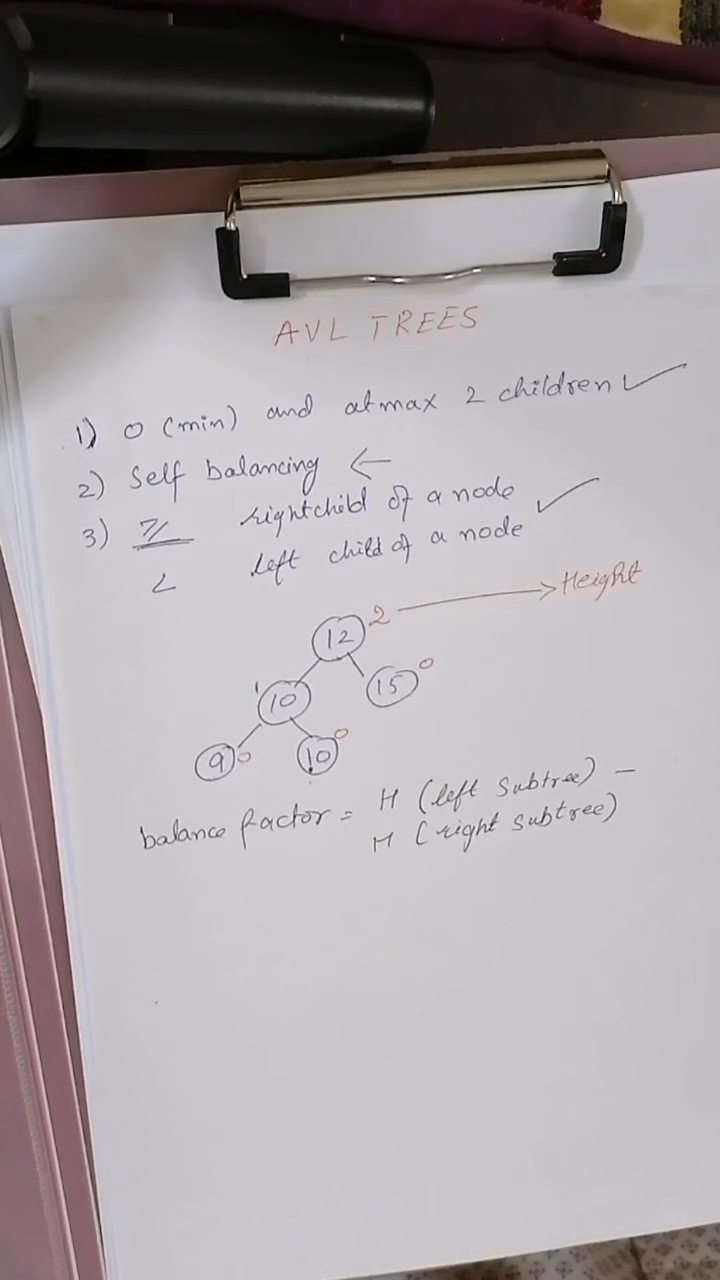 AVL TREES
1) 0 (min) and atmax 2 children ✓
2) Self balancing ←
3) >= rightchild of a node ✓
< left child of a node
12 2 → Height
1 10 15 0
9 0 10 0
balance factor = H (left subtree) -
H (right subtree)